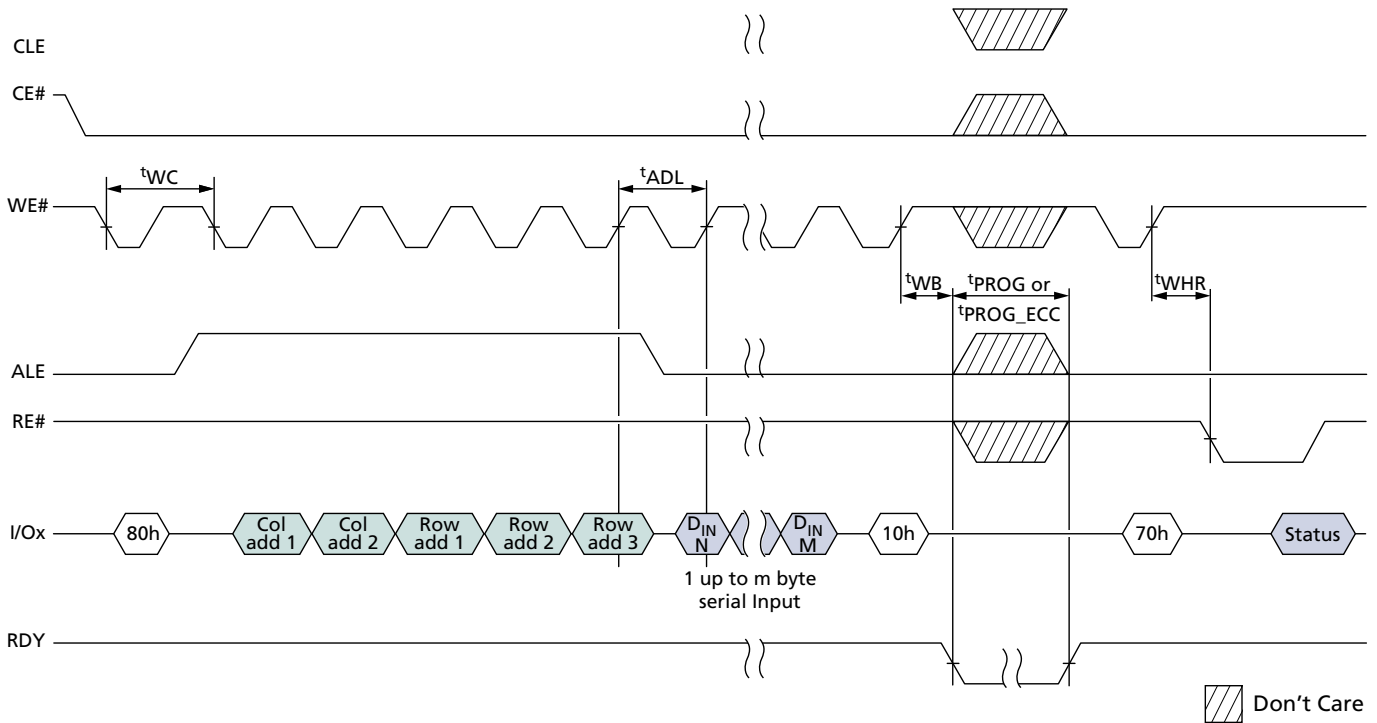 CLE
CE#
tWC
tADL
WE#
tWB
tPROG or
tPROG_ECC
tWHR
ALE
RE#
I/Ox
80h
Col
add 1
Col
add 2
Row
add 1
Row
add 2
Row
add 3
DIN
N
DIN
M
10h
70h
Status
1 up to m byte
serial Input
RDY
Don't Care